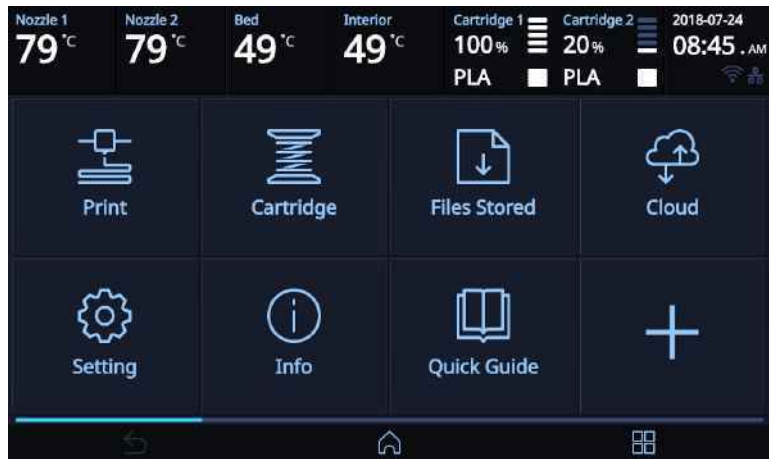 Nozzle 1 Nozzle 2 Bed Interior Cartridge 1 Cartridge 2 2018-07-24
79 °C 79 °C 49 °C 49 °C 100 % 20 % 08:45 . AM
PLA PLA
Print Cartridge Files Stored Cloud
Setting Info Quick Guide